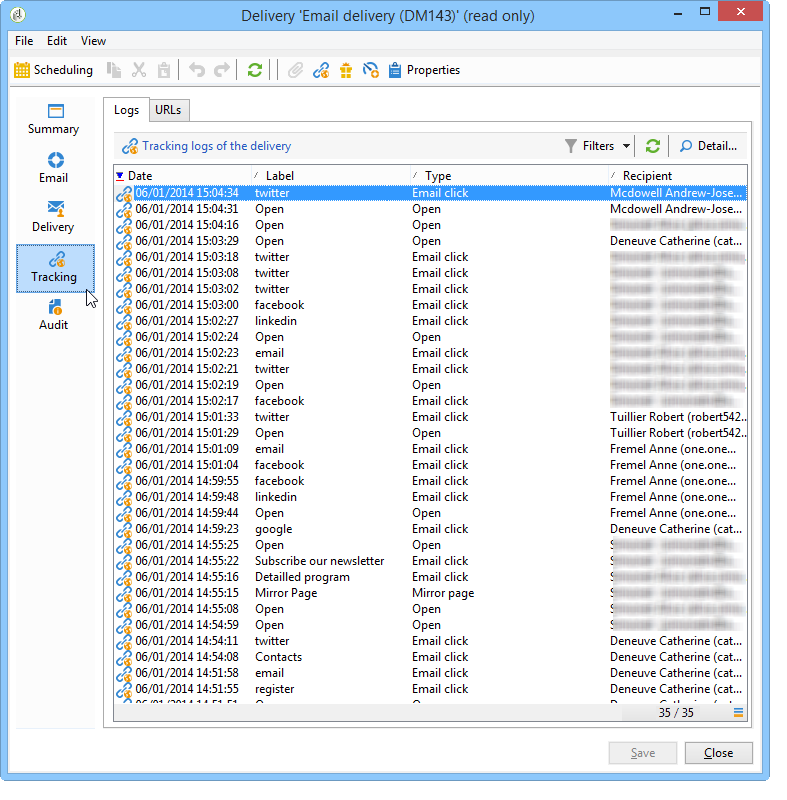 Delivery 'Email delivery (DM143)' (read only)
File Edit View
Scheduling Properties
Summary
Email
Delivery
Tracking
Audit
Logs URLs
Tracking logs of the delivery Filters Detail...
Date Label Type Recipient
06/01/2014 15:04:34 twitter Email click Mcdowell Andrew-Jose...
06/01/2014 15:04:31 Open Open Mcdowell Andrew-Jose...
06/01/2014 15:04:16 Open Open
06/01/2014 15:03:29 Open Open Deneuve Catherine (cat...
06/01/2014 15:03:18 twitter Email click
06/01/2014 15:03:08 twitter Email click
06/01/2014 15:03:02 twitter Email click
06/01/2014 15:03:00 facebook Email click
06/01/2014 15:02:27 linkedin Email click
06/01/2014 15:02:24 Open Open
06/01/2014 15:02:23 email Email click
06/01/2014 15:02:21 twitter Email click
06/01/2014 15:02:19 Open Open
06/01/2014 15:02:17 facebook Email click
06/01/2014 15:01:33 twitter Email click Tuillier Robert (robert542...
06/01/2014 15:01:29 Open Open Tuillier Robert (robert542...
06/01/2014 15:01:09 email Email click Fremel Anne (one.one...
06/01/2014 15:01:04 facebook Email click Fremel Anne (one.one...
06/01/2014 14:59:55 facebook Email click Fremel Anne (one.one...
06/01/2014 14:59:48 linkedin Email click Fremel Anne (one.one...
06/01/2014 14:59:44 Open Open Fremel Anne (one.one...
06/01/2014 14:59:23 google Email click Deneuve Catherine (cat...
06/01/2014 14:55:25 Open Open
06/01/2014 14:55:22 Subscribe our newsletter Email click
06/01/2014 14:55:16 Detailled program Email click
06/01/2014 14:55:15 Mirror Page Mirror page
06/01/2014 14:55:08 Open Open
06/01/2014 14:54:59 Open Open
06/01/2014 14:54:11 twitter Email click Deneuve Catherine (cat...
06/01/2014 14:54:08 Contacts Email click Deneuve Catherine (cat...
06/01/2014 14:51:58 email Email click Deneuve Catherine (cat...
06/01/2014 14:51:55 register Email click Deneuve Catherine (cat...
35 / 35
Save Close